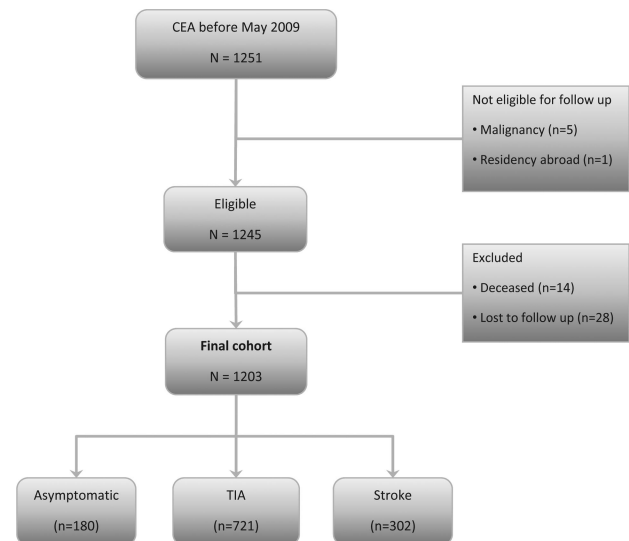 CEA before May 2009
N = 1251
Not eligible for follow up
• Malignancy (n=5)
• Residency abroad (n=1)
Eligible
N = 1245
Excluded
• Deceased (n=14)
• Lost to follow up (n=28)
Final cohort
N = 1203
Asymptomatic
(n=180)
TIA
(n=721)
Stroke
(n=302)